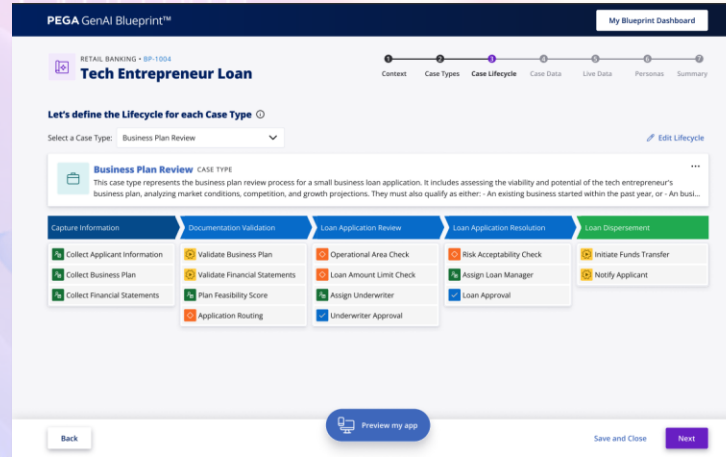 PEGA GenAI Blueprint™
My Blueprint Dashboard
RETAIL BANKING • BP-1004
Tech Entrepreneur Loan
1 2 3 4 5 6 7
Context Case Types Case Lifecycle Case Data Live Data Personas Summary
Let's define the Lifecycle for each Case Type
Select a Case Type: Business Plan Review
Edit Lifecycle
Business Plan Review CASE TYPE
This case type represents the business plan review process for a small business loan application. It includes assessing the viability and potential of the tech entrepreneur's
business plan, analyzing market conditions, competition, and growth projections. They must also qualify as either: - An existing business started within the past year, or - An busi...
Capture Information
Collect Applicant Information
Collect Business Plan
Collect Financial Statements
Documentation Validation
Validate Business Plan
Validate Financial Statements
Plan Feasibility Score
Application Routing
Loan Application Review
Operational Area Check
Loan Amount Limit Check
Assign Underwriter
Underwriter Approval
Loan Application Resolution
Risk Acceptability Check
Assign Loan Manager
Loan Approval
Loan Dispersement
Initiate Funds Transfer
Notify Applicant
Back
Preview my app
Save and Close
Next